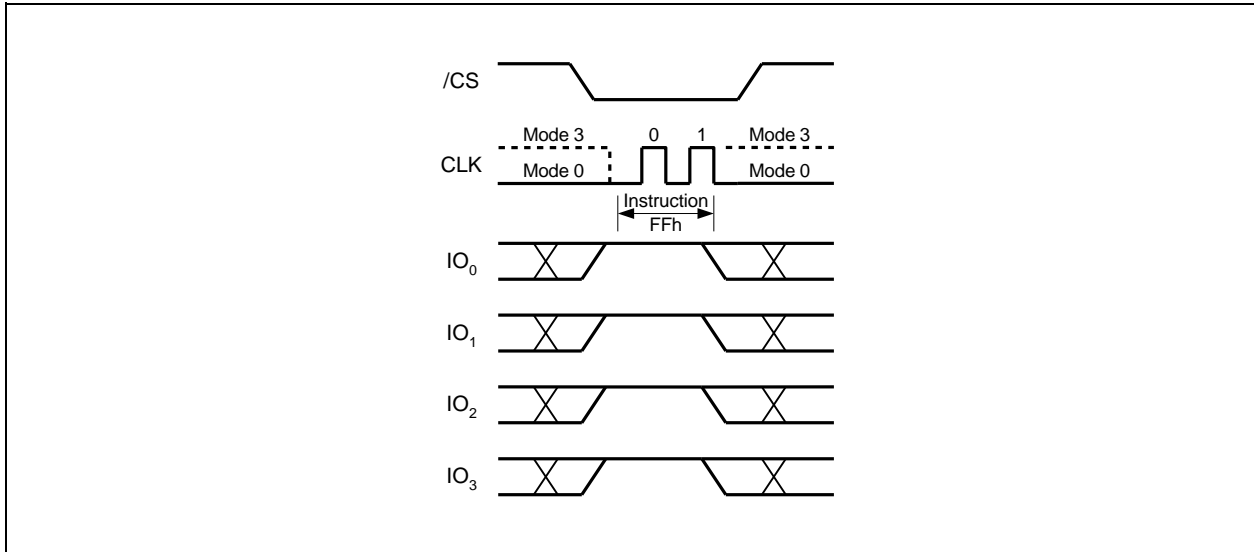 /CS
Mode 3 0 1 Mode 3
CLK
Mode 0 Mode 0
Instruction
FFh
IO0
IO1
IO2
IO3